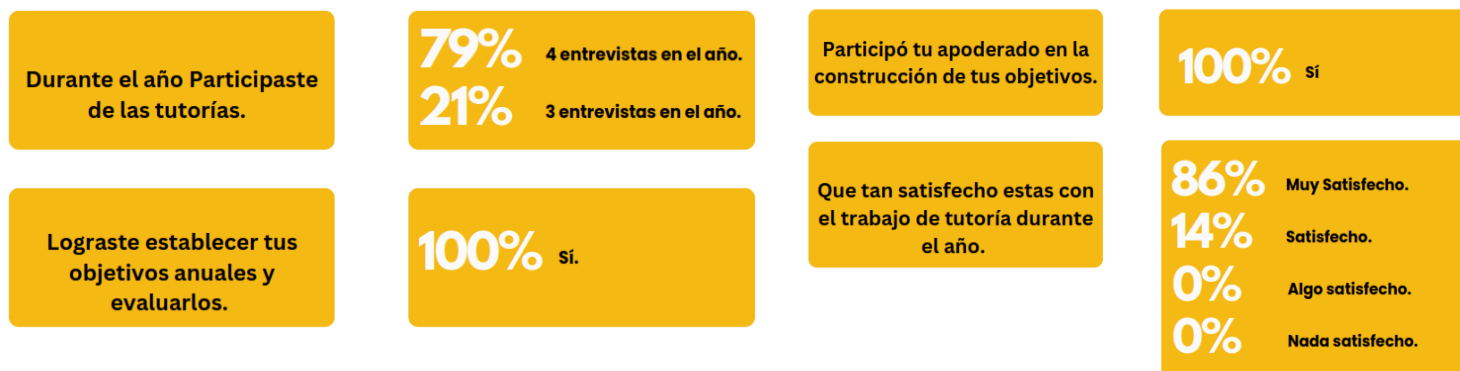 Durante el año Participaste
de las tutorías.
79% 4 entrevistas en el año.
21% 3 entrevistas en el año.
Lograste establecer tus
objetivos anuales y
evaluarlos.
100% Sí.
Participó tu apoderado en la
construcción de tus objetivos.
100% Sí
Que tan satisfecho estas con
el trabajo de tutoría durante
el año.
86% Muy Satisfecho.
14% Satisfecho.
0% Algo satisfecho.
0% Nada satisfecho.